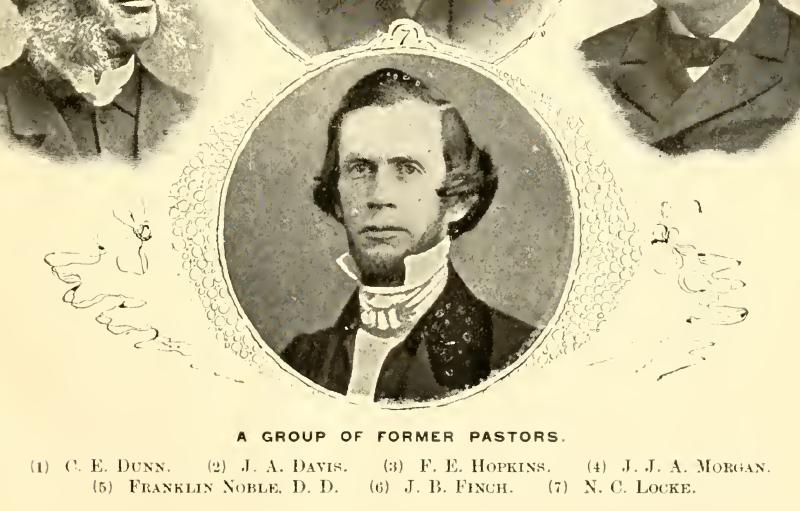 7
A GROUP OF FORMER PASTORS.
(1) C. E. DUNN. (2) J. A. DAVIS. (3) F. E. HOPKINS. (4) J. J. A. MORGAN.
(5) FRANKLIN NOBLE, D. D. (6) J. B. FINCH. (7) N. C. LOCKE.